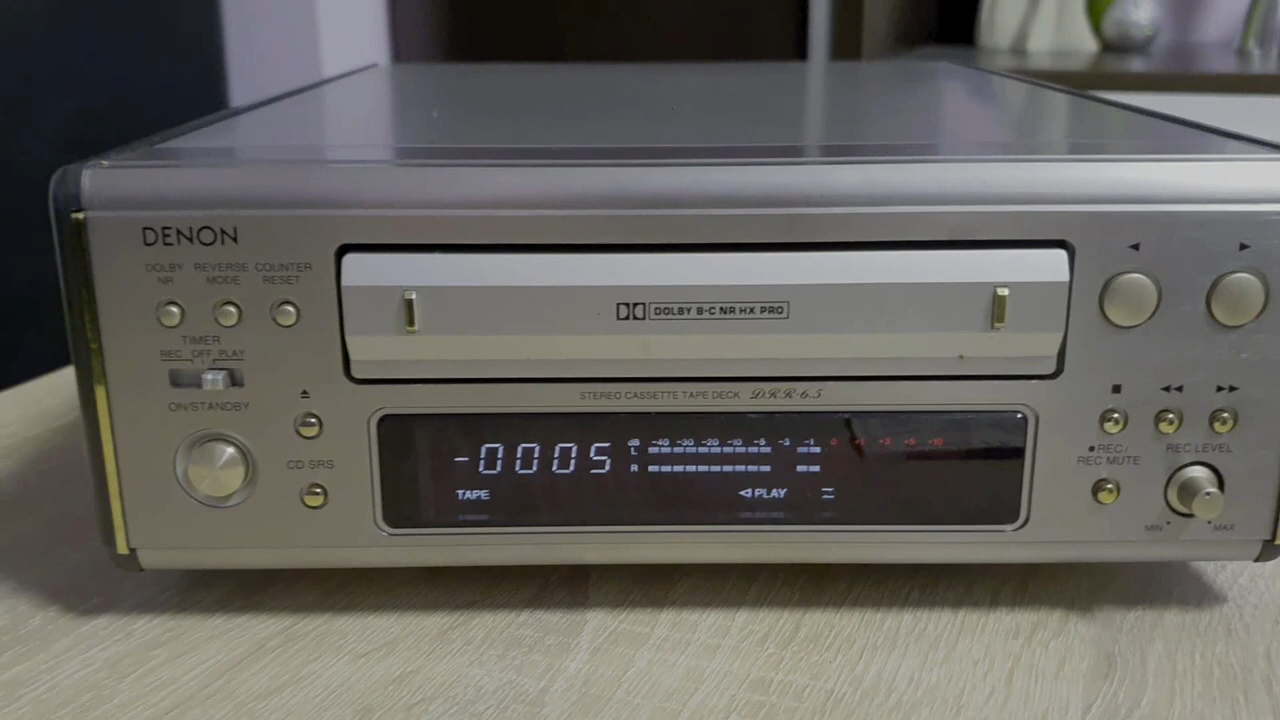 DENON
DOLBY NR
REVERSE MODE
COUNTER RESET
TIMER
REC OFF PLAY
ON/STANDBY
CD SRS
DOLBY B-C NR HX PRO
STEREO CASSETTE TAPE DECK DRR-6.5
-0005
dB -40 -30 -20 -10 -5 -3 -1 0 +1 +3 +5 +10
L
R
TAPE
PLAY
REC/
REC MUTE
REC LEVEL
MIN MAX